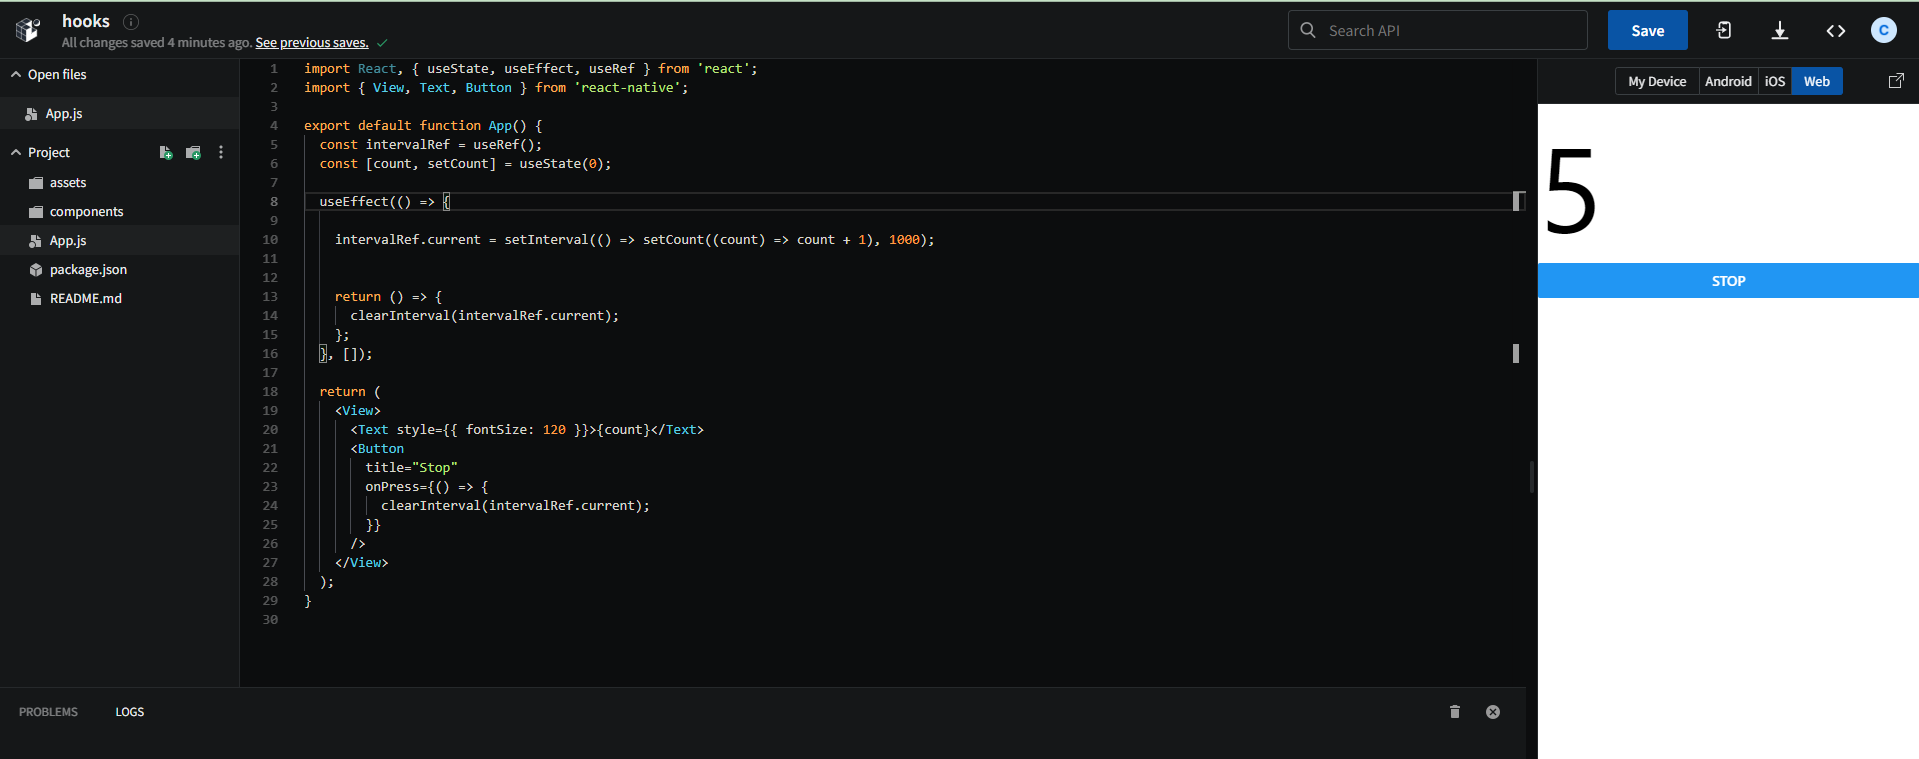 hooks
All changes saved 4 minutes ago. See previous saves.
Search API
Save
C
Open files
App.js
Project
assets
components
App.js
package.json
README.md
1 import React, { useState, useEffect, useRef } from 'react';
2 import { View, Text, Button } from 'react-native';
3
4 export default function App() {
5 const intervalRef = useRef();
6 const [count, setCount] = useState(0);
7
8 useEffect(() => {
9
10 intervalRef.current = setInterval(() => setCount((count) => count + 1), 1000);
11
12
13 return () => {
14 clearInterval(intervalRef.current);
15 };
16 }, []);
17
18 return (
19 <View>
20 <Text style={{ fontSize: 120 }}>{count}</Text>
21 <Button
22 title="Stop"
23 onPress={() => {
24 clearInterval(intervalRef.current);
25 }}
26 />
27 </View>
28 );
29 }
30
My Device Android iOS Web
5
STOP
PROBLEMS LOGS